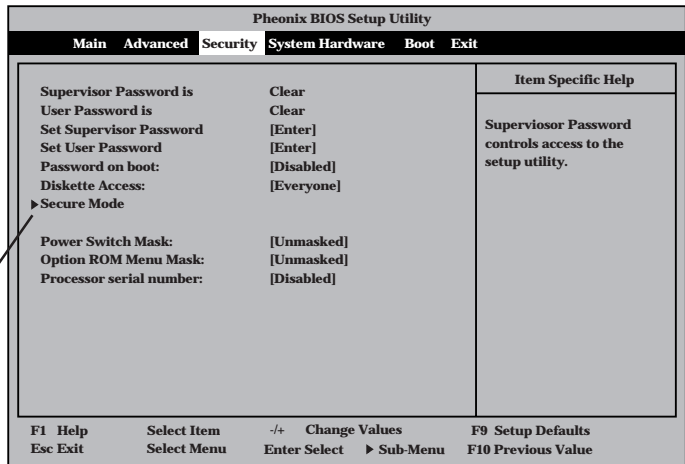 Pheonix BIOS Setup Utility
Main Advanced Security System Hardware Boot Exit
Item Specific Help
Supervisor Password is Clear
User Password is Clear
Set Supervisor Password [Enter]
Set User Password [Enter]
Password on boot: [Disabled]
Diskette Access: [Everyone]
▶Secure Mode
Power Switch Mask: [Unmasked]
Option ROM Menu Mask: [Unmasked]
Processor serial number: [Disabled]
Superviosor Password
controls access to the
setup utility.
F1 Help Select Item -/+ Change Values F9 Setup Defaults
Esc Exit Select Menu Enter Select ▶ Sub-Menu F10 Previous Value